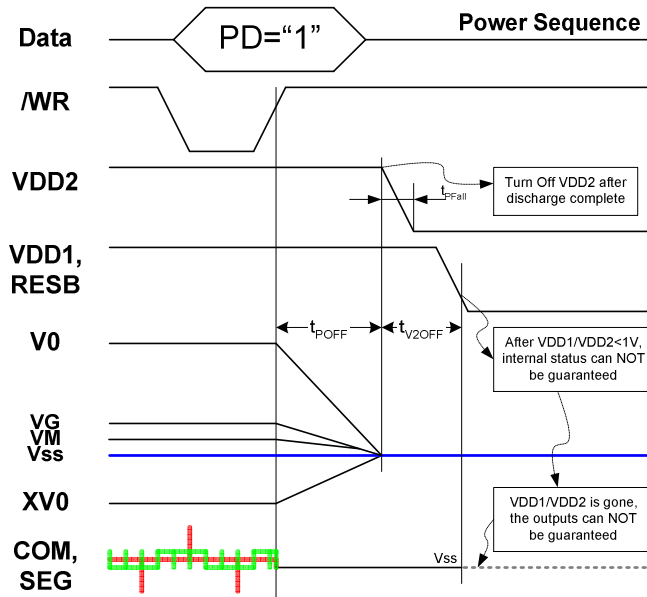 Power Sequence
Data
PD=“1”
/WR
VDD2
Turn Off VDD2 after
discharge complete
tPFall
VDD1,
RESB
tPOFF
tV2OFF
V0
After VDD1/VDD2<1V,
internal status can NOT
be guaranteed
VG
VM
Vss
XV0
VDD1/VDD2 is gone,
the outputs can NOT
be guaranteed
COM,
SEG
Vss